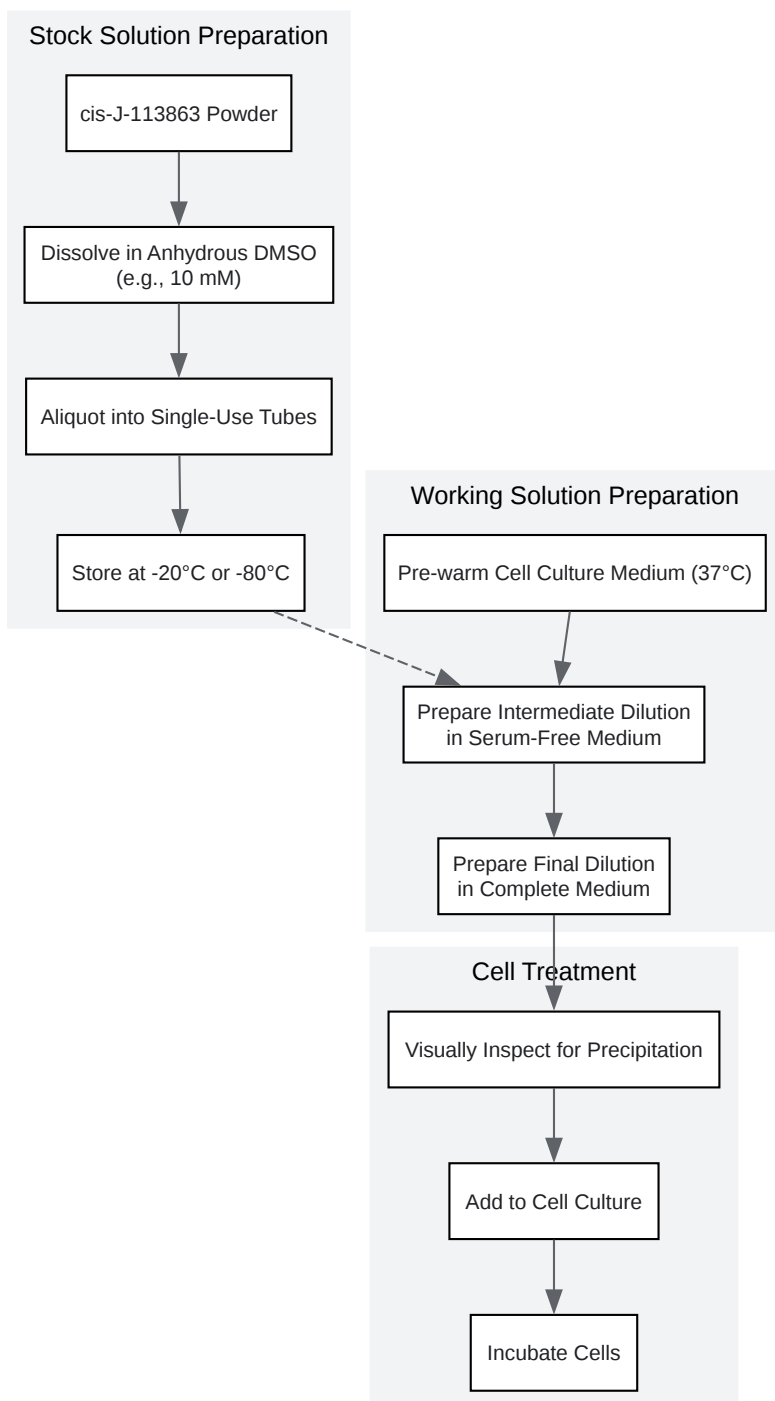 Stock Solution Preparation
cis-J-113863 Powder
Dissolve in Anhydrous DMSO
(e.g., 10 mM)
Aliquot into Single-Use Tubes
Store at -20°C or -80°C
Working Solution Preparation
Pre-warm Cell Culture Medium (37°C)
Prepare Intermediate Dilution
in Serum-Free Medium
Prepare Final Dilution
in Complete Medium
Cell Treatment
Visually Inspect for Precipitation
Add to Cell Culture
Incubate Cells